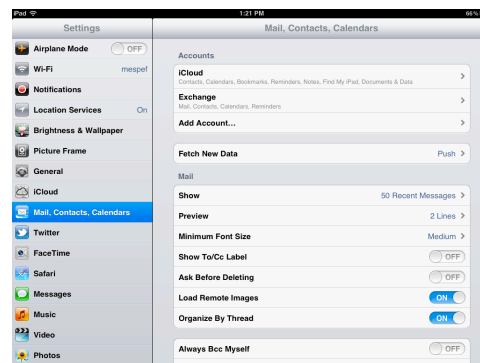 iPad
1:21 PM
66%
Settings
Airplane Mode OFF
Wi-Fi mespef
Notifications
Location Services On
Brightness & Wallpaper
Picture Frame
General
iCloud
Mail, Contacts, Calendars
Twitter
FaceTime
Safari
Messages
Music
Video
Photos
Mail, Contacts, Calendars
Accounts
iCloud
Contacts, Calendars, Bookmarks, Reminders, Notes, Find My iPad, Documents & Data
Exchange
Mail, Contacts, Calendars, Reminders
Add Account...
Fetch New Data Push
Mail
Show 50 Recent Messages
Preview 2 Lines
Minimum Font Size Medium
Show To/Cc Label OFF
Ask Before Deleting OFF
Load Remote Images ON
Organize By Thread ON
Always Bcc Myself OFF